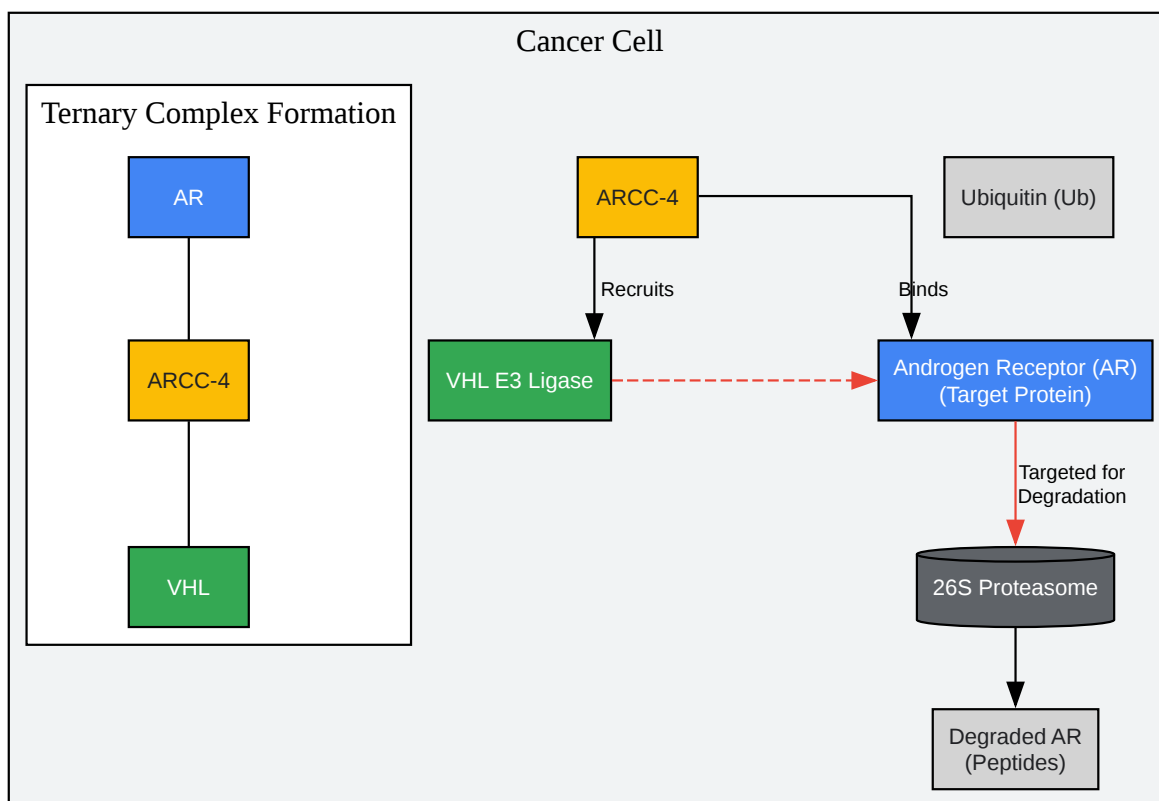 Cancer Cell
Ternary Complex Formation
AR
ARCC-4
VHL
ARCC-4
Ubiquitin (Ub)
Recruits
Binds
VHL E3 Ligase
Androgen Receptor (AR)
(Target Protein)
Targeted for
Degradation
26S Proteasome
Degraded AR
(Peptides)